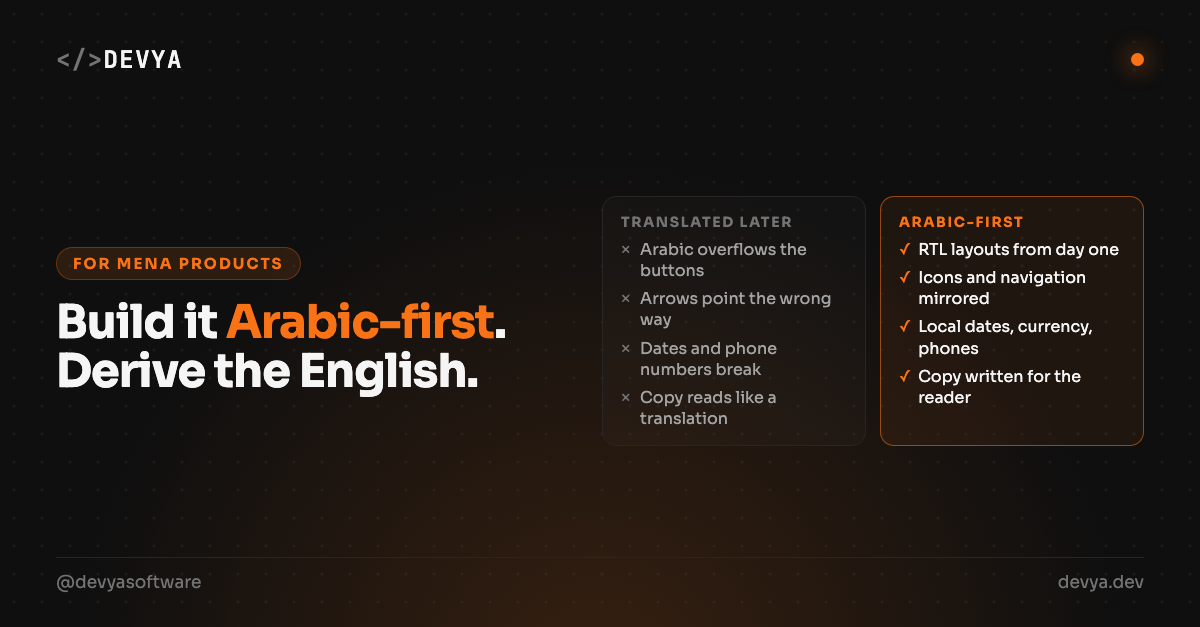 </>DEVYA
FOR MENA PRODUCTS
Build it Arabic-first.
Derive the English.
TRANSLATED LATER
× Arabic overflows the
buttons
× Arrows point the wrong
way
× Dates and phone
numbers break
× Copy reads like a
translation
ARABIC-FIRST
✓ RTL layouts from day one
✓ Icons and navigation
mirrored
✓ Local dates, currency,
phones
✓ Copy written for the
reader
@devyasoftware
devya.dev